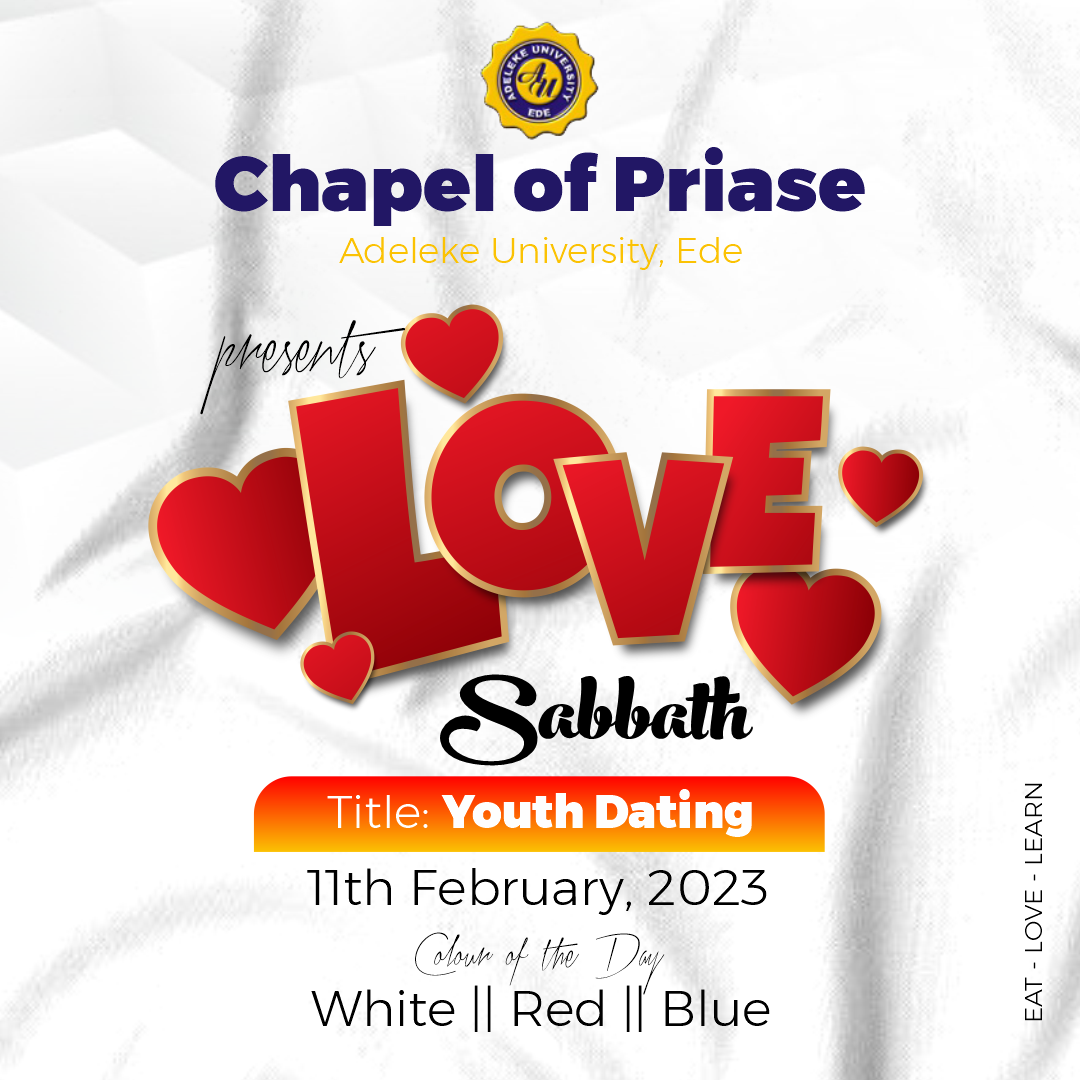 ADELEKE UNIVERSITY
AU
EDE
Chapel of Priase
Adeleke University, Ede
presents
LOVE
Sabbath
Title: Youth Dating
11th February, 2023
Colour of the Day
White || Red || Blue
EAT - LOVE - LEARN